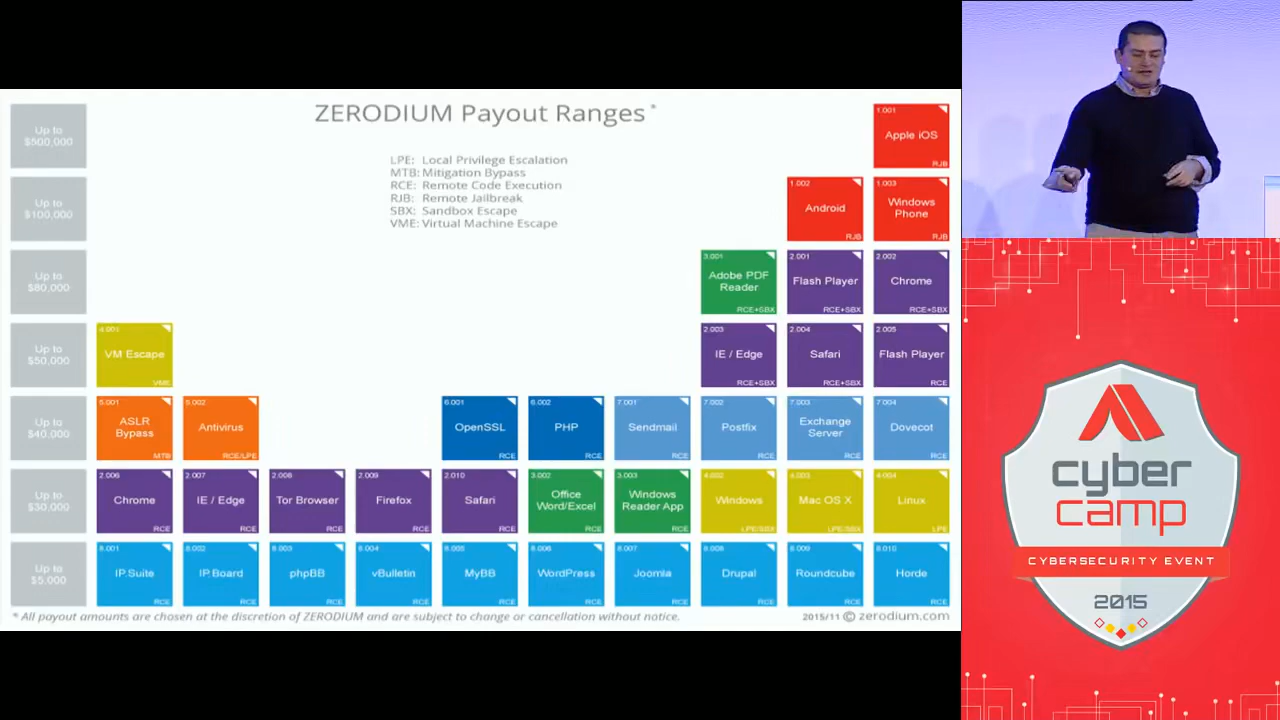 ZERODIUM Payout Ranges *
LPE: Local Privilege Escalation
MTB: Mitigation Bypass
RCE: Remote Code Execution
RJB: Remote Jailbreak
SBX: Sandbox Escape
VME: Virtual Machine Escape
Up to
$500,000
1.001
Apple iOS
RJB
Up to
$100,000
1.002
Android
RJB
1.003
Windows
Phone
RJB
Up to
$80,000
3.001
Adobe PDF
Reader
RCE+SBX
2.001
Flash Player
RCE+SBX
2.002
Chrome
RCE+SBX
Up to
$50,000
4.001
VM Escape
VME
2.003
IE / Edge
RCE+SBX
2.004
Safari
RCE+SBX
2.005
Flash Player
RCE
Up to
$40,000
5.001
ASLR
Bypass
MTB
5.002
Antivirus
RCE/LPE
6.001
OpenSSL
RCE
6.002
PHP
RCE
7.001
Sendmail
RCE
7.002
Postfix
RCE
7.003
Exchange
Server
RCE
7.004
Dovecot
RCE
Up to
$30,000
2.006
Chrome
RCE
2.007
IE / Edge
RCE
2.008
Tor Browser
RCE
2.009
Firefox
RCE
2.010
Safari
RCE
3.002
Office
Word/Excel
RCE
3.003
Windows
Reader App
RCE
4.002
Windows
LPE/SBX
4.003
Mac OS X
LPE/SBX
4.004
Linux
LPE
Up to
$5,000
8.001
IP.Suite
RCE
8.002
IP.Board
RCE
8.003
phpBB
RCE
8.004
vBulletin
RCE
8.005
MyBB
RCE
8.006
WordPress
RCE
8.007
Joomla
RCE
8.008
Drupal
RCE
8.009
Roundcube
RCE
8.010
Horde
RCE
* All payout amounts are chosen at the discretion of ZERODIUM and are subject to change or cancellation without notice.
2015/11 © zerodium.com
cyber
camp
CYBERSECURITY EVENT
2015